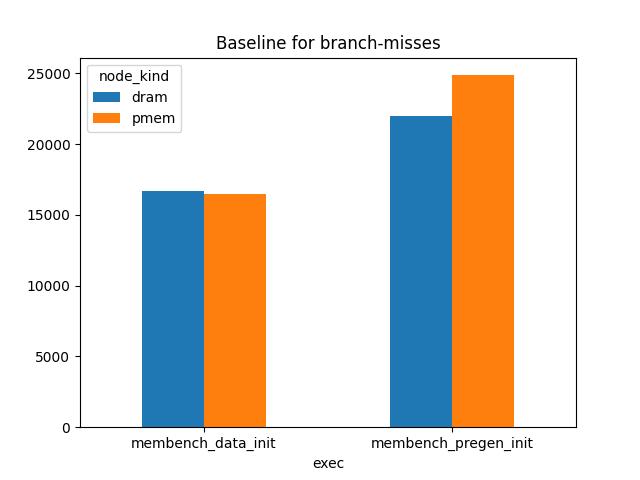 Baseline for branch-misses
node_kind
dram
pmem
25000
20000
15000
10000
5000
0
membench_data_init
membench_pregen_init
exec